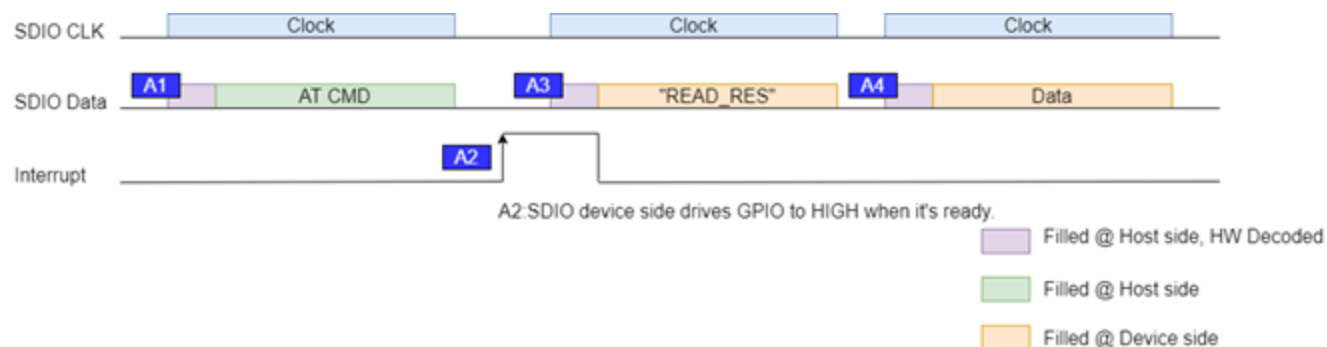 SDIO CLK Clock Clock Clock
A1 A3 A4
SDIO Data AT CMD "READ_RES" Data
A2
Interrupt
A2:SDIO device side drives GPIO to HIGH when it's ready.
Filled @ Host side, HW Decoded
Filled @ Host side
Filled @ Device side